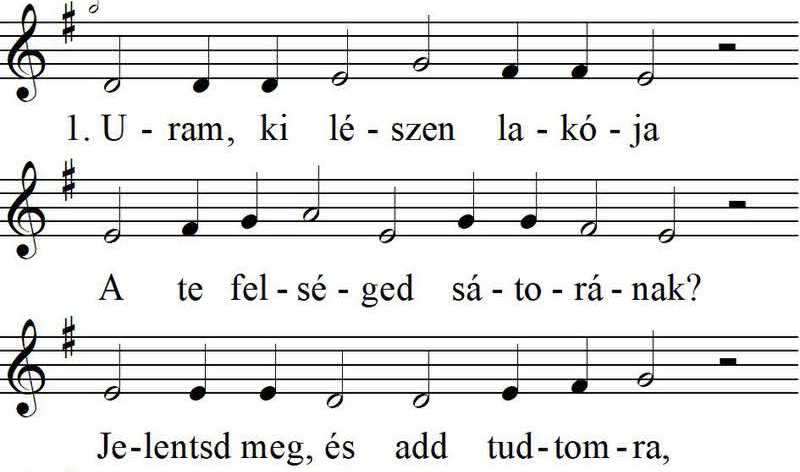 1. U - ram, ki lé - szen la - kó - ja
A te fel - sé - ged sá - to - rá - nak?
Je - lentsd meg, és add tud - tom - ra,